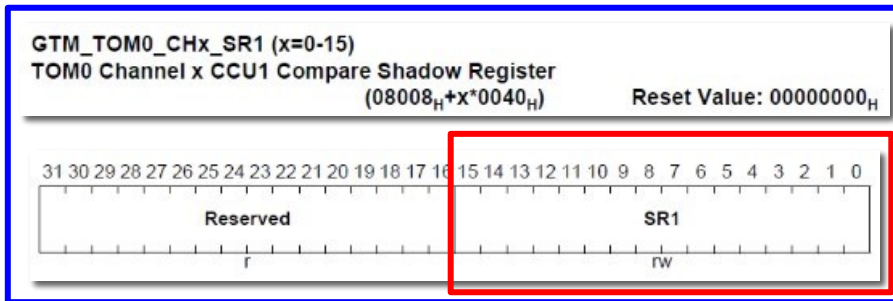 GTM_TOM0_CHx_SR1 (x=0-15)
TOM0 Channel x CCU1 Compare Shadow Register
(08008H+x*0040H) Reset Value: 00000000H
31 30 29 28 27 26 25 24 23 22 21 20 19 18 17 16 15 14 13 12 11 10 9 8 7 6 5 4 3 2 1 0
Reserved SR1
r rw